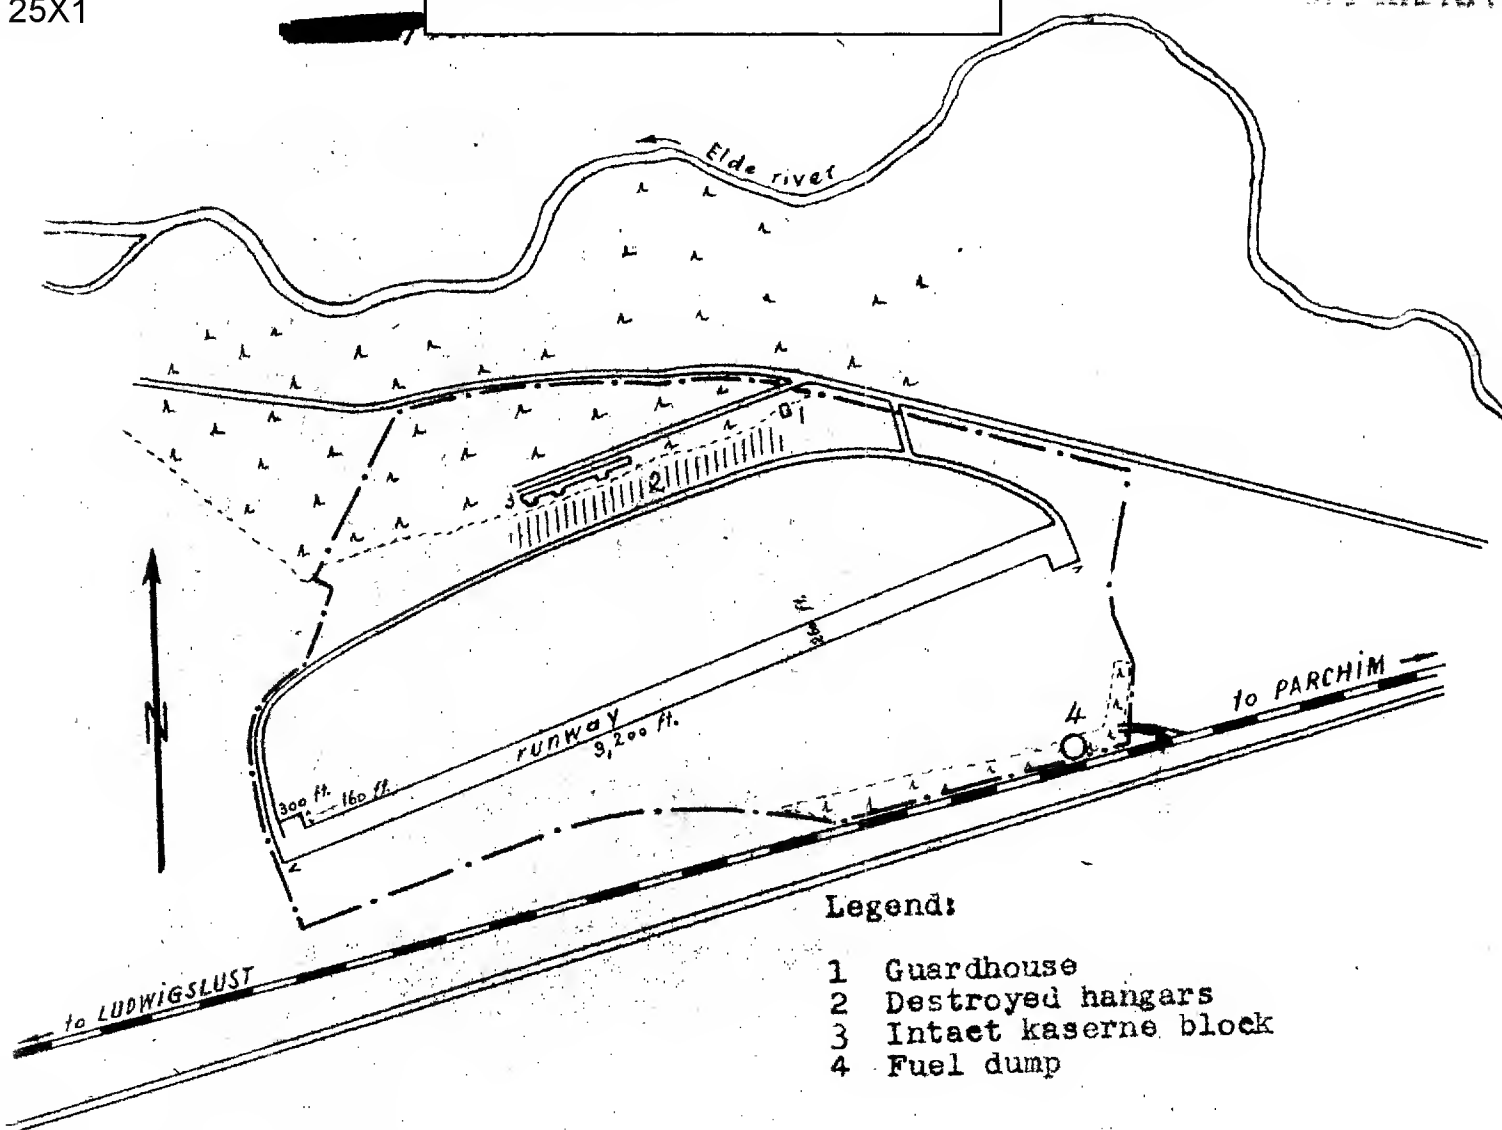 25X1
Elde river
1
2
3
N
300 ft.
160 ft.
runway
9,200 ft.
4
to PARCHIM
to LUDWIGSLUST
Legend:
1 Guardhouse
2 Destroyed hangars
3 Intact kaserne block
4 Fuel dump